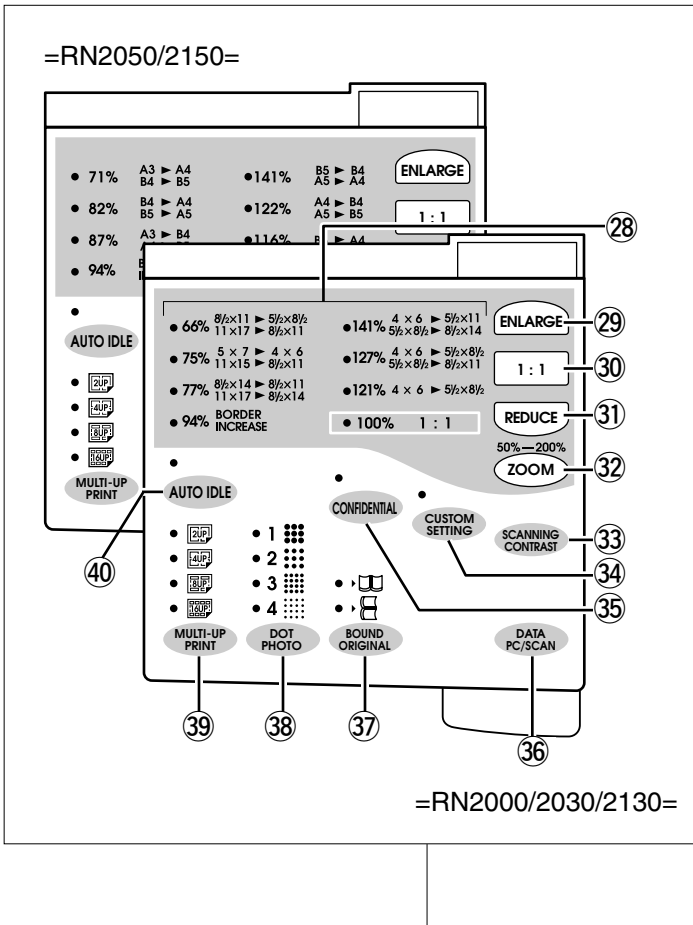 =RN2050/2150=
71% A3 ► A4
B4 ► B5
82% B4 ► A4
B5 ► A5
87% A3 ► B4
94%
141% B5 ► B4
A5 ► A4
122% A4 ► B4
A5 ► B5
116% ► A4
ENLARGE
1 : 1
AUTO IDLE
2UP
4UP
8UP
16UP
MULTI-UP
PRINT
28
66% 8½×11 ► 5½×8½
11×17 ► 8½×11
75% 5 × 7 ► 4 × 6
11×15 ► 8½×11
77% 8½×14 ► 8½×11
11×17 ► 8½×14
94% BORDER
INCREASE
141% 4 × 6 ► 5½×11
5½×8½ ► 8½×14
127% 4 × 6 ► 5½×8½
5½×8½ ► 8½×11
121% 4 × 6 ► 5½×8½
100% 1 : 1
ENLARGE 29
1 : 1 30
REDUCE 31
50%—200%
ZOOM 32
AUTO IDLE
40
CONFIDENTIAL
35
CUSTOM
SETTING
34
SCANNING
CONTRAST
33
2UP
4UP
8UP
16UP
MULTI-UP
PRINT
39
1
2
3
4
DOT
PHOTO
38
BOUND
ORIGINAL
37
DATA
PC/SCAN
36
=RN2000/2030/2130=